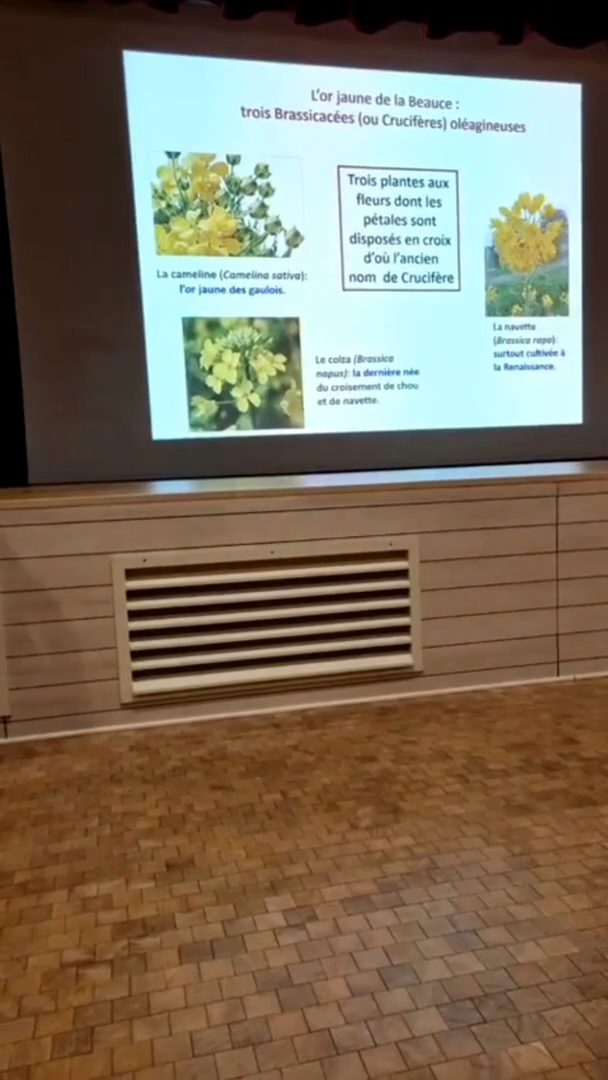 L'or jaune de la Beauce :
trois Brassicacées (ou Crucifères) oléagineuses
Trois plantes aux
fleurs dont les
pétales sont
disposés en croix
d'où l'ancien
nom de Crucifère
La cameline (Camelina sativa):
l'or jaune des gaulois.
La navette
(Brassica rapa):
surtout cultivée à
la Renaissance.
Le colza (Brassica
napus): la dernière née
du croisement de chou
et de navette.